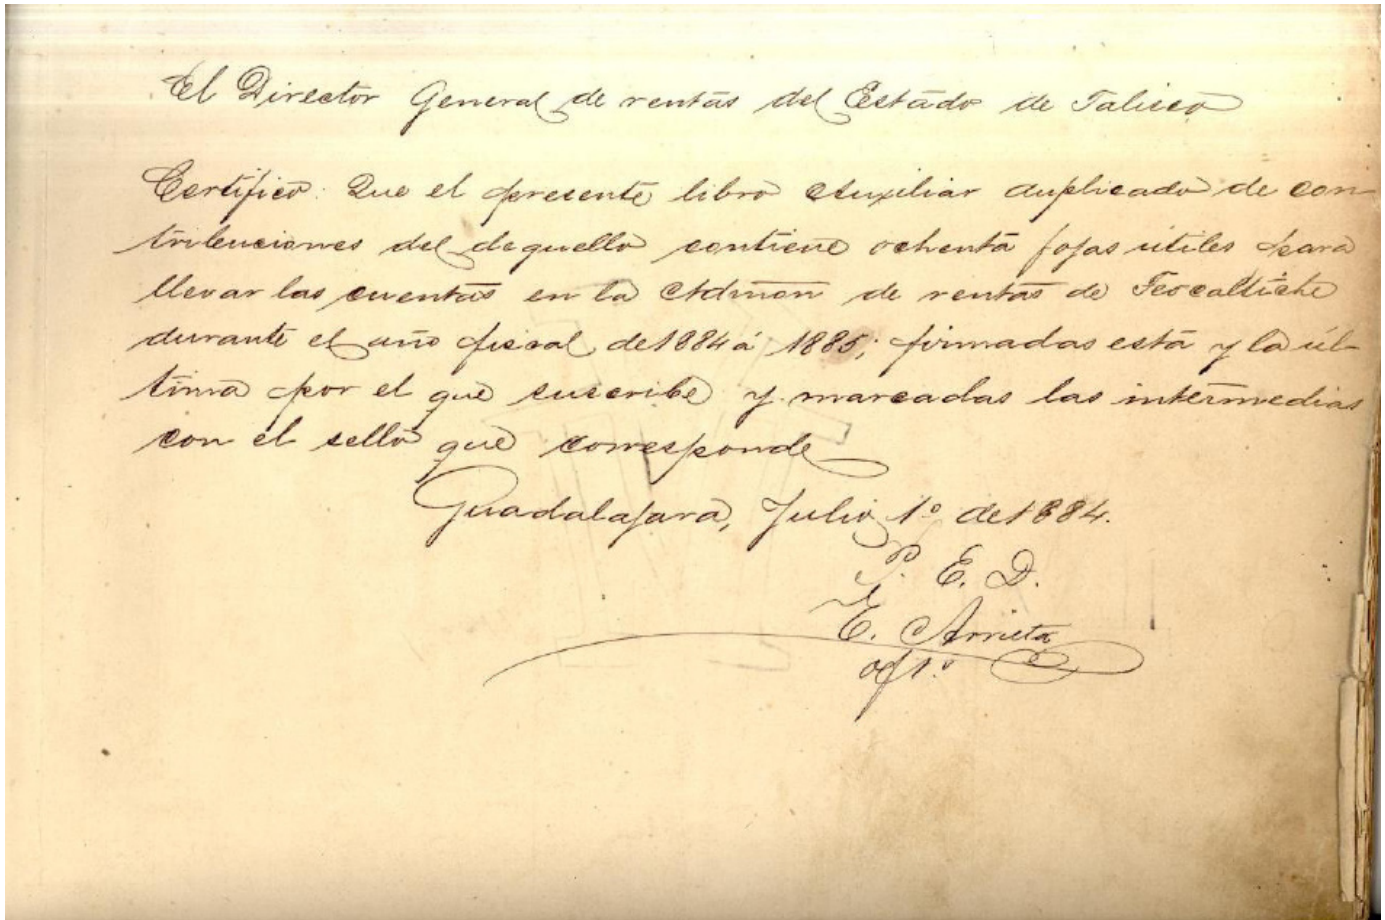 El Director General de rentas del Estado de Jalisco
Certifico: Que el presente libro Auxiliar duplicado de con-
tribuciones del deguello contiene ochenta fojas útiles para
llevar las cuentas en la Admon de rentas de Teocaltiche
durante el año fiscal de 1884 á 1885; firmadas esta y la úl-
tima por el que suscribe y marcadas las intermedias
con el sello que corresponde
Guadalajara, Julio 1º de 1884.
P. E. D.
E. Arrieta
of 1.º